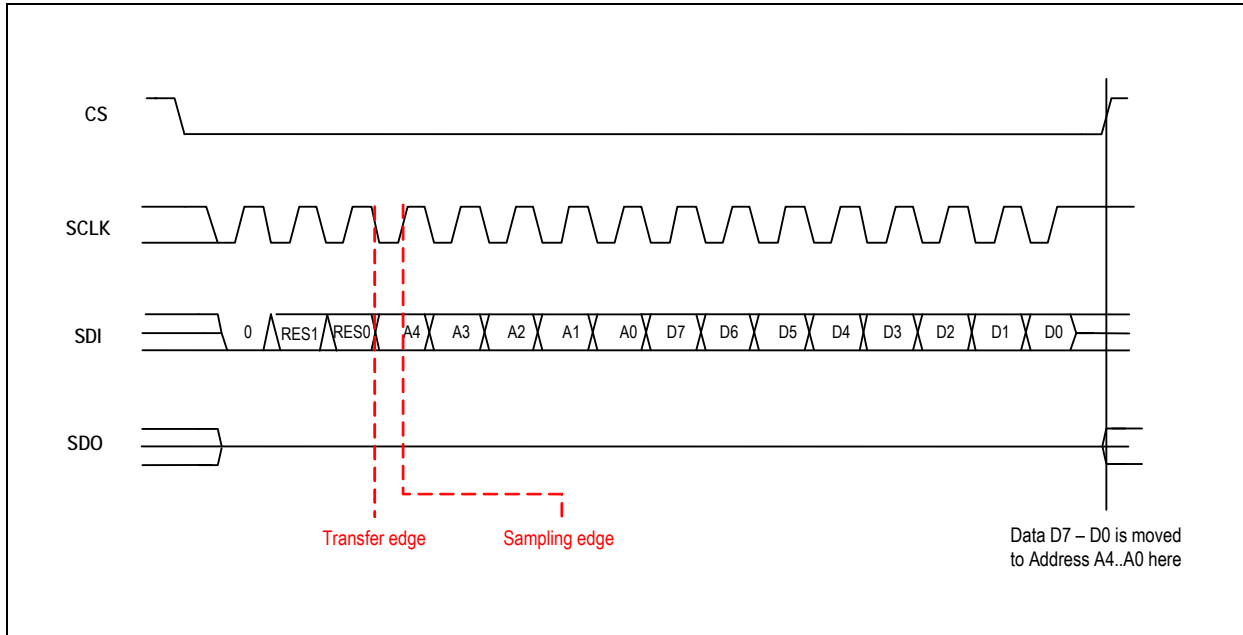 CS
SCLK
SDI 0 RES1 RES0 A4 A3 A2 A1 A0 D7 D6 D5 D4 D3 D2 D1 D0
SDO
Transfer edge Sampling edge
Data D7 – D0 is moved
to Address A4..A0 here